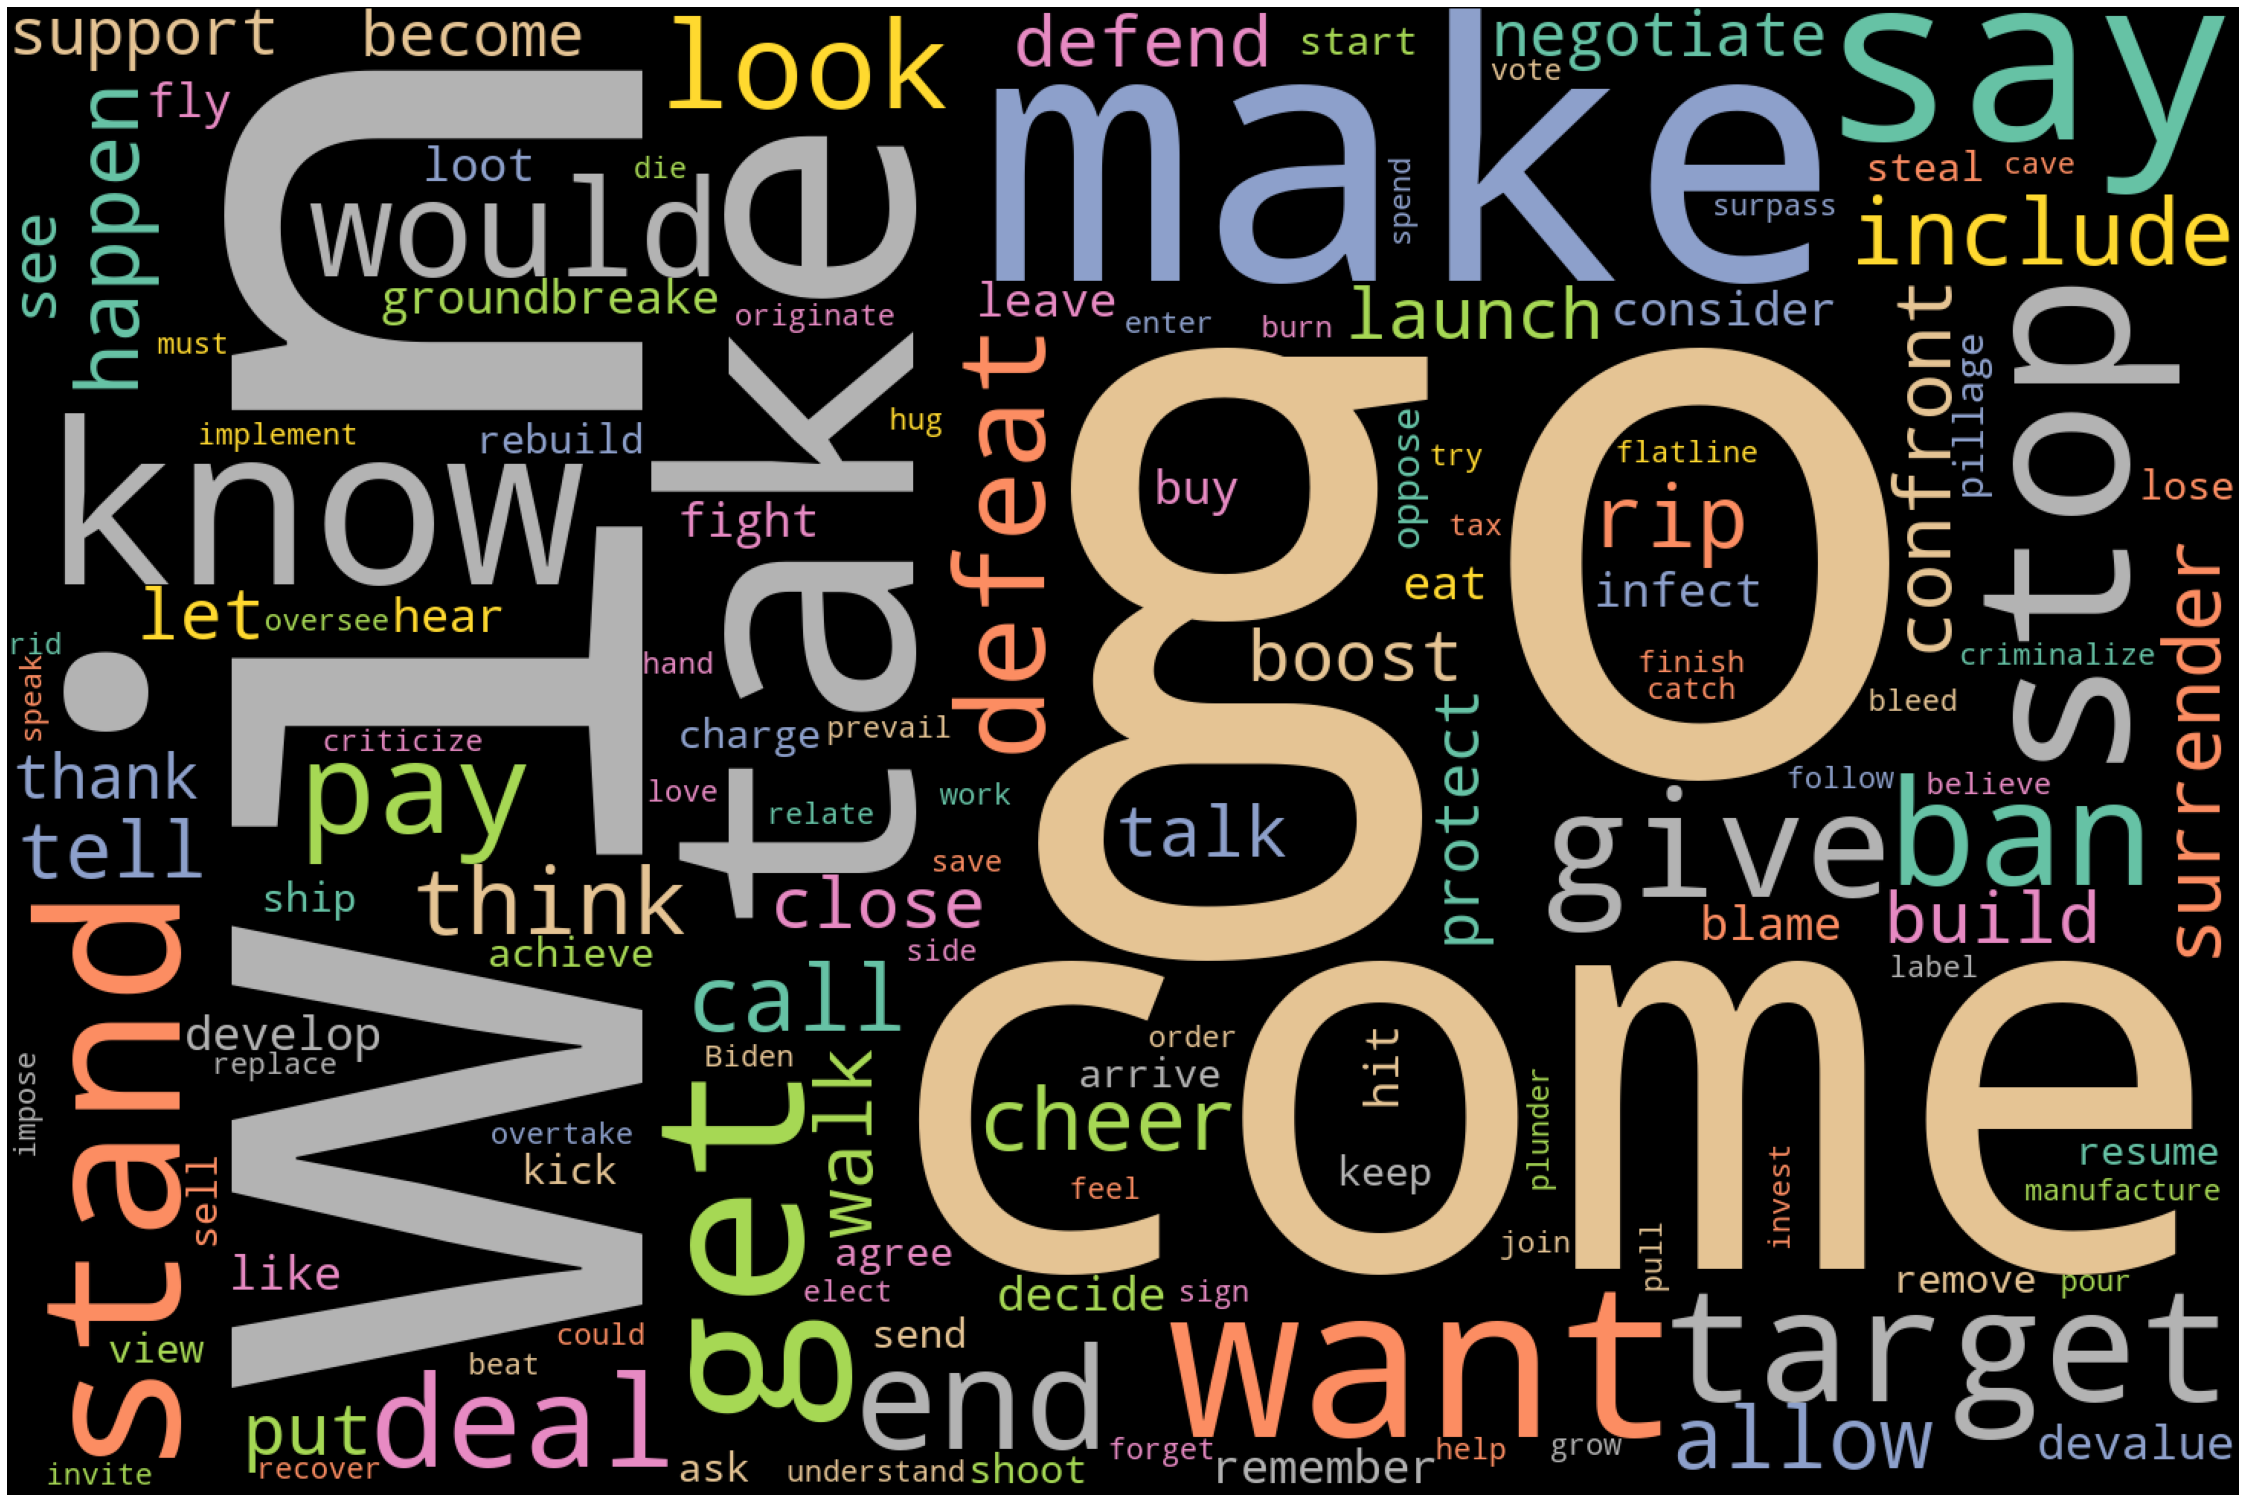 support
become
look
defend
start
make
negotiate
vote
say
fly
happen
loot
die
would
take
spend
surpass
steal
cave
include
see
groundbreake
originate
leave
enter
burn
launch
consider
must
win
implement
rebuild
hug
know
defeat
go
oppose
try
flatline
confront
pillage
stop
lose
buy
rip
tax
fight
eat
infect
let
oversee
hear
rid
speak
hand
boost
finish
catch
criminalize
surrender
bleed
protect
criticize
charge
prevail
thank
pay
love
relate
work
follow
believe
tell
talk
give
ban
save
ship
think
close
blame
build
stand
achieve
side
label
call
come
develop
replace
Biden
order
arrive
hit
impose
get
walk
cheer
plunder
overtake
kick
keep
feel
resume
manufacture
sell
invest
join
pull
like
agree
elect
decide
sign
remove
pour
view
could
beat
send
want
target
end
put
deal
allow
devalue
invite
recover
ask
understand
shoot
forget
remember
help
grow